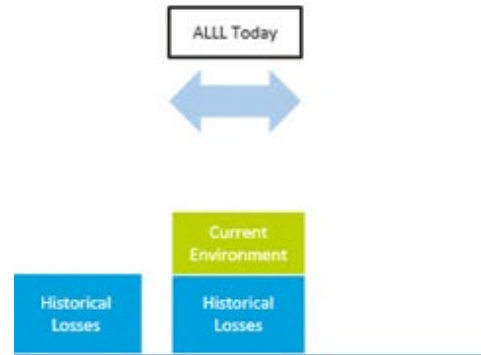 ALLL Today
Current
Environment
Historical
Losses
Historical
Losses